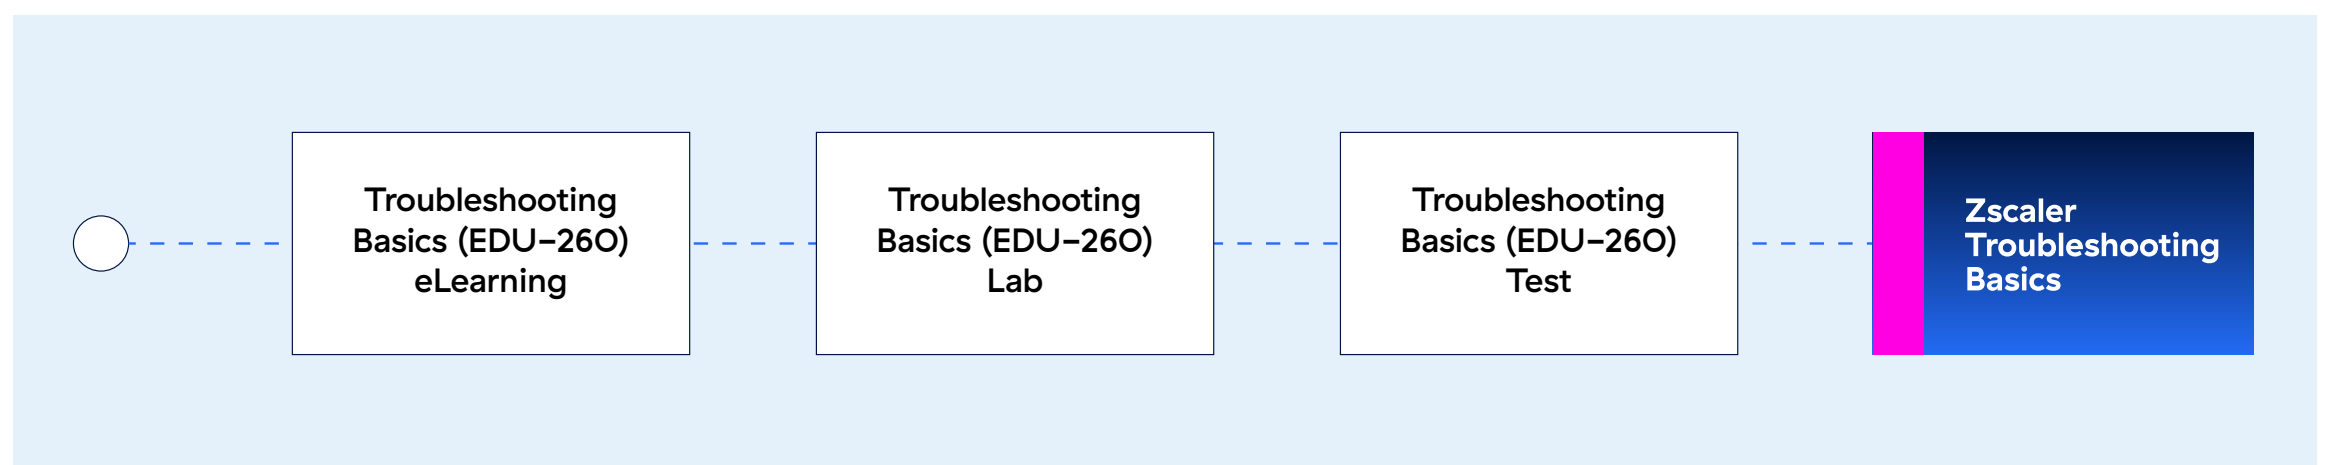 Troubleshooting
Basics (EDU–260)
eLearning
Troubleshooting
Basics (EDU–260)
Lab
Troubleshooting
Basics (EDU–260)
Test
Zscaler
Troubleshooting
Basics